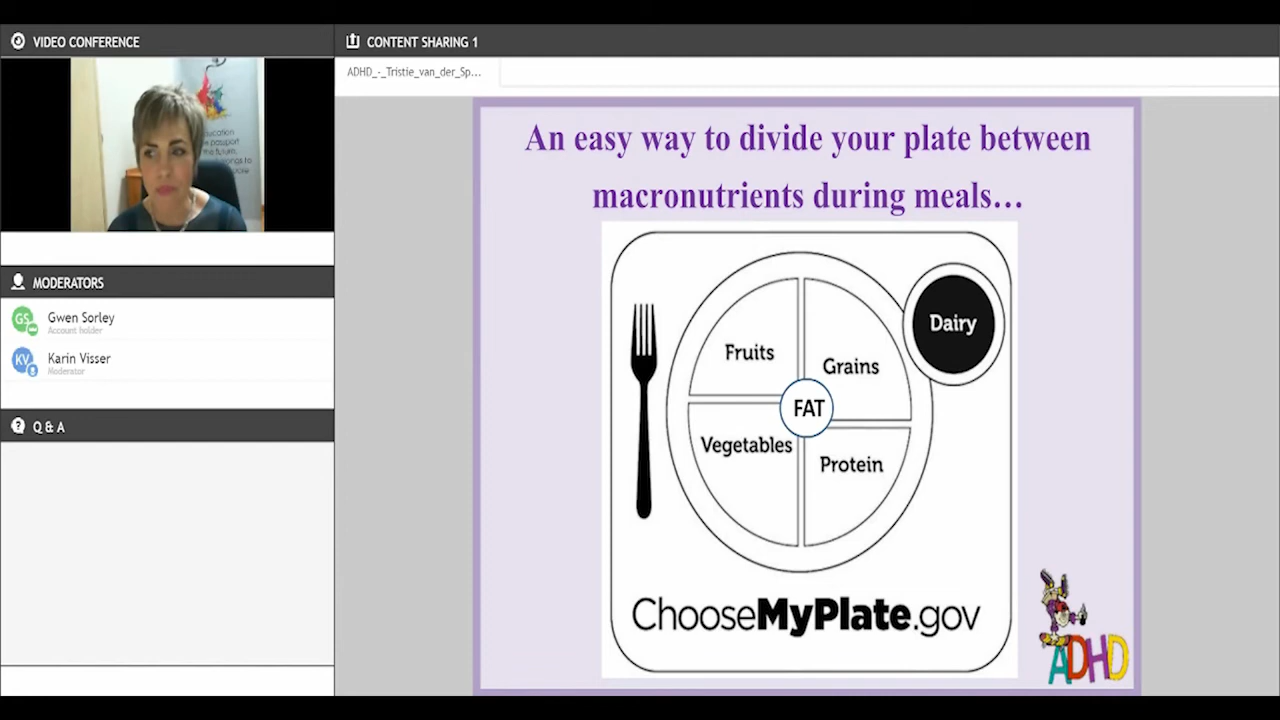 VIDEO CONFERENCE
CONTENT SHARING 1
ADHD_-_Tristie_van_der_Sp...
MODERATORS
GS
Gwen Sorley
Account holder
KV
Karin Visser
Moderator
Q & A
An easy way to divide your plate between
macronutrients during meals…
Dairy
Fruits
Grains
FAT
Vegetables
Protein
ChooseMyPlate.gov
ADHD